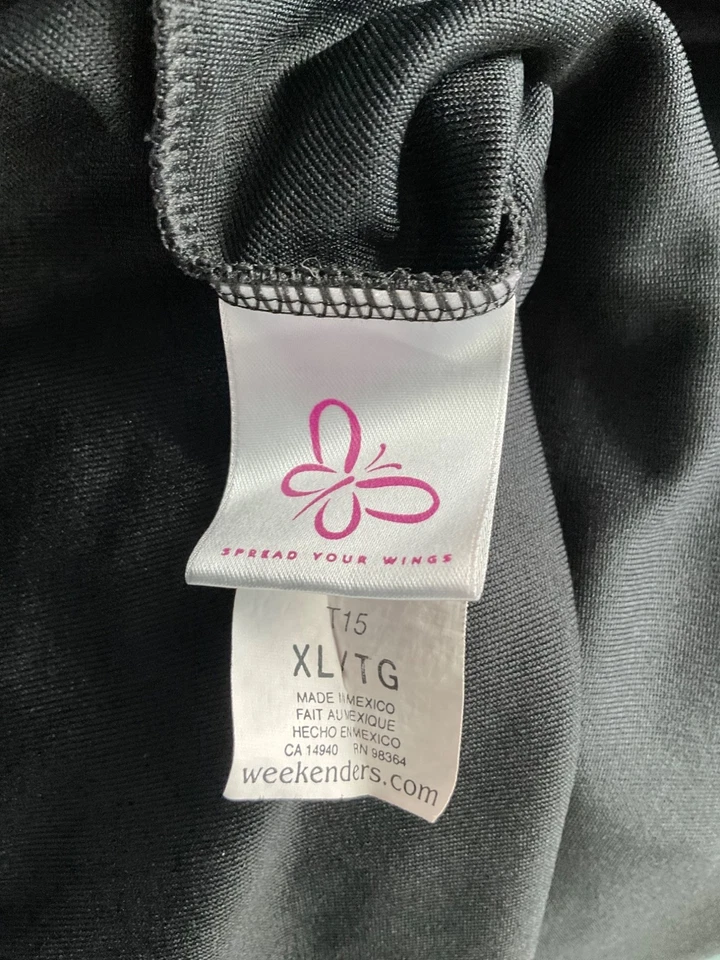 SPREAD YOUR WINGS
T15
XL/TG
MADE IN MEXICO
FAIT AU MEXIQUE
HECHO EN MEXICO
CA 14940 RN 98364
weekenders.com